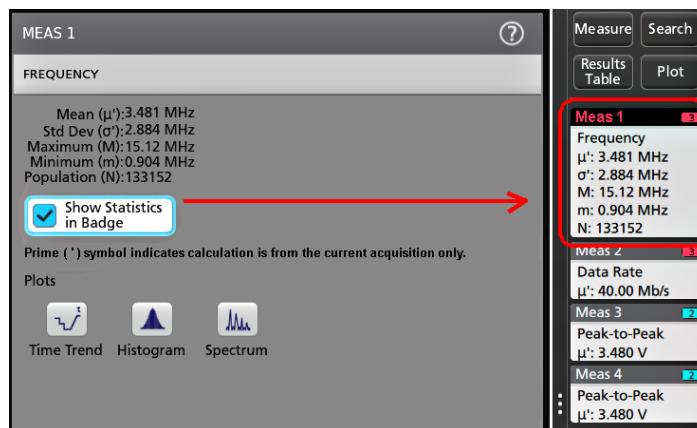 MEAS 1
?
FREQUENCY
Mean (µ'):3.481 MHz
Std Dev (σ'):2.884 MHz
Maximum (M):15.12 MHz
Minimum (m):0.904 MHz
Population (N):133152
Show Statistics
in Badge
Prime (') symbol indicates calculation is from the current acquisition only.
Plots
Time Trend
Histogram
Spectrum
Measure
Search
Results
Table
Plot
Meas 1
3
Frequency
µ': 3.481 MHz
σ': 2.884 MHz
M: 15.12 MHz
m: 0.904 MHz
N: 133152
Meas 2
3
Data Rate
µ': 40.00 Mb/s
Meas 3
2
Peak-to-Peak
µ': 3.480 V
Meas 4
2
Peak-to-Peak
µ': 3.480 V